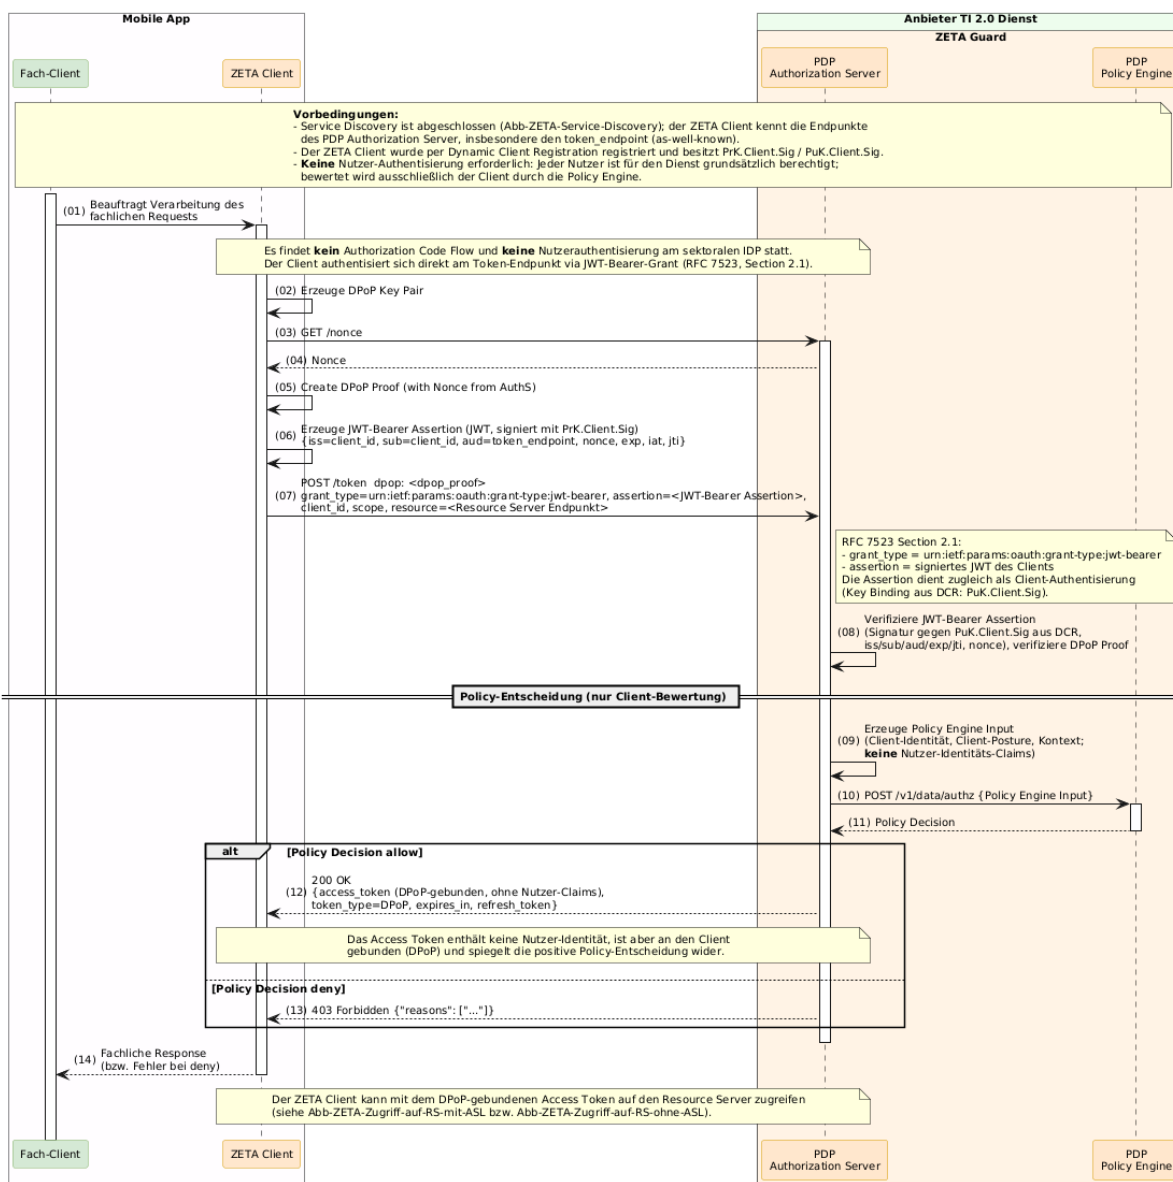 Mobile App
Anbieter TI 2.0 Dienst
ZETA Guard
Fach-Client
ZETA Client
PDP
Authorization Server
PDP
Policy Engine
Vorbedingungen:
- Service Discovery ist abgeschlossen (Abb-ZETA-Service-Discovery); der ZETA Client kennt die Endpunkte
des PDP Authorization Server, insbesondere den token_endpoint (as-well-known).
- Der ZETA Client wurde per Dynamic Client Registration registriert und besitzt PrK.Client.Sig / PuK.Client.Sig.
- Keine Nutzer-Authentisierung erforderlich: Jeder Nutzer ist für den Dienst grundsätzlich berechtigt;
bewertet wird ausschließlich der Client durch die Policy Engine.
(01) Beauftragt Verarbeitung des
fachlichen Requests
Es findet kein Authorization Code Flow und keine Nutzerauthentisierung am sektoralen IDP statt.
Der Client authentisiert sich direkt am Token-Endpunkt via JWT-Bearer-Grant (RFC 7523, Section 2.1).
(02) Erzeuge DPoP Key Pair
(03) GET /nonce
(04) Nonce
(05) Create DPoP Proof (with Nonce from AuthS)
(06) Erzeuge JWT-Bearer Assertion (JWT, signiert mit PrK.Client.Sig)
{iss=client_id, sub=client_id, aud=token_endpoint, nonce, exp, iat, jti}
POST /token  dpop: <dpop_proof>
(07) grant_type=urn:ietf:params:oauth:grant-type:jwt-bearer, assertion=<JWT-Bearer Assertion>,
client_id, scope, resource=<Resource Server Endpunkt>
RFC 7523 Section 2.1:
- grant_type = urn:ietf:params:oauth:grant-type:jwt-bearer
- assertion = signiertes JWT des Clients
Die Assertion dient zugleich als Client-Authentisierung
(Key Binding aus DCR: PuK.Client.Sig).
Verifiziere JWT-Bearer Assertion
(08) (Signatur gegen PuK.Client.Sig aus DCR,
iss/sub/aud/exp/jti, nonce), verifiziere DPoP Proof
Policy-Entscheidung (nur Client-Bewertung)
Erzeuge Policy Engine Input
(09) (Client-Identität, Client-Posture, Kontext;
keine Nutzer-Identitäts-Claims)
(10) POST /v1/data/authz {Policy Engine Input}
(11) Policy Decision
alt [Policy Decision allow]
200 OK
(12) {access_token (DPoP-gebunden, ohne Nutzer-Claims),
token_type=DPoP, expires_in, refresh_token}
Das Access Token enthält keine Nutzer-Identität, ist aber an den Client
gebunden (DPoP) und spiegelt die positive Policy-Entscheidung wider.
[Policy Decision deny]
(13) 403 Forbidden {"reasons": ["..."]}
(14) Fachliche Response
(bzw. Fehler bei deny)
Der ZETA Client kann mit dem DPoP-gebundenen Access Token auf den Resource Server zugreifen
(siehe Abb-ZETA-Zugriff-auf-RS-mit-ASL bzw. Abb-ZETA-Zugriff-auf-RS-ohne-ASL).
Fach-Client
ZETA Client
PDP
Authorization Server
PDP
Policy Engine